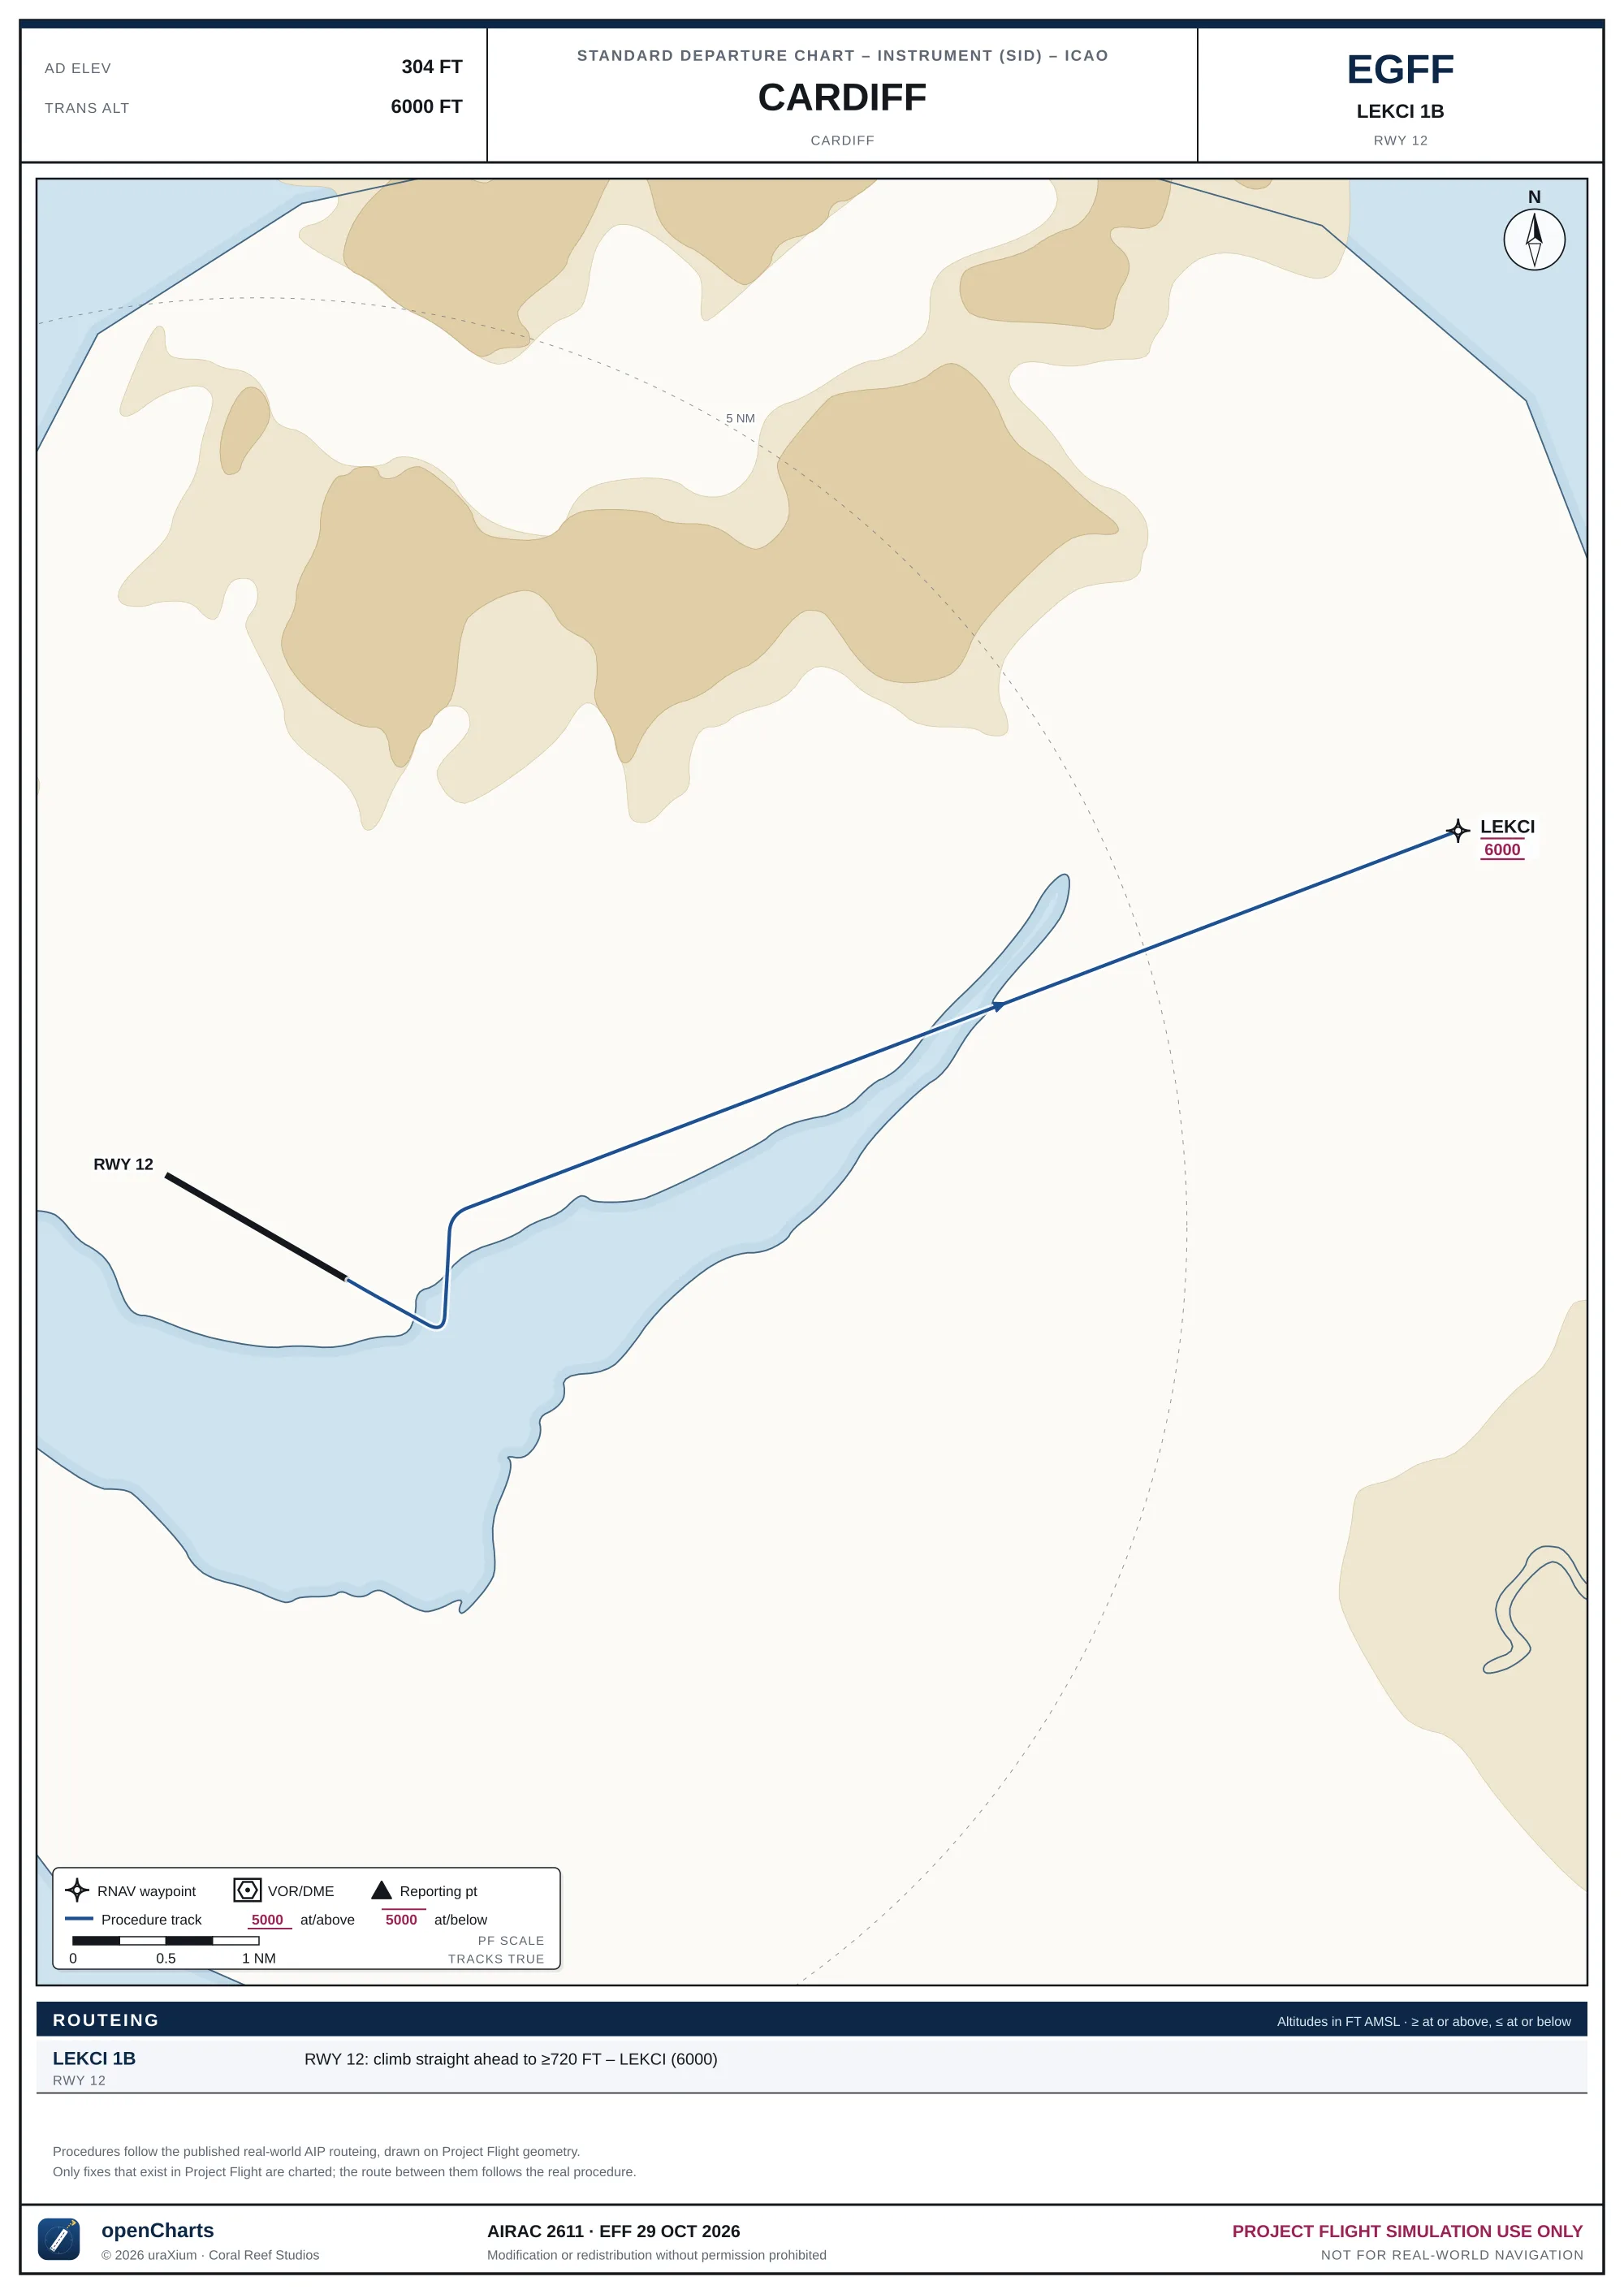 AD ELEV 304 FT
TRANS ALT 6000 FT
STANDARD DEPARTURE CHART – INSTRUMENT (SID) – ICAO
CARDIFF
CARDIFF
EGFF
LEKCI 1B
RWY 12
N
5 NM
LEKCI
6000
RWY 12
RNAV waypoint
VOR/DME
Reporting pt
Procedure track
5000 at/above
5000 at/below
PF SCALE
0 0.5 1 NM
TRACKS TRUE
ROUTEING
Altitudes in FT AMSL · ≥ at or above, ≤ at or below
LEKCI 1B
RWY 12: climb straight ahead to ≥720 FT – LEKCI (6000)
RWY 12
Procedures follow the published real-world AIP routeing, drawn on Project Flight geometry.
Only fixes that exist in Project Flight are charted; the route between them follows the real procedure.
openCharts
© 2026 uraXium · Coral Reef Studios
AIRAC 2611 · EFF 29 OCT 2026
Modification or redistribution without permission prohibited
PROJECT FLIGHT SIMULATION USE ONLY
NOT FOR REAL-WORLD NAVIGATION